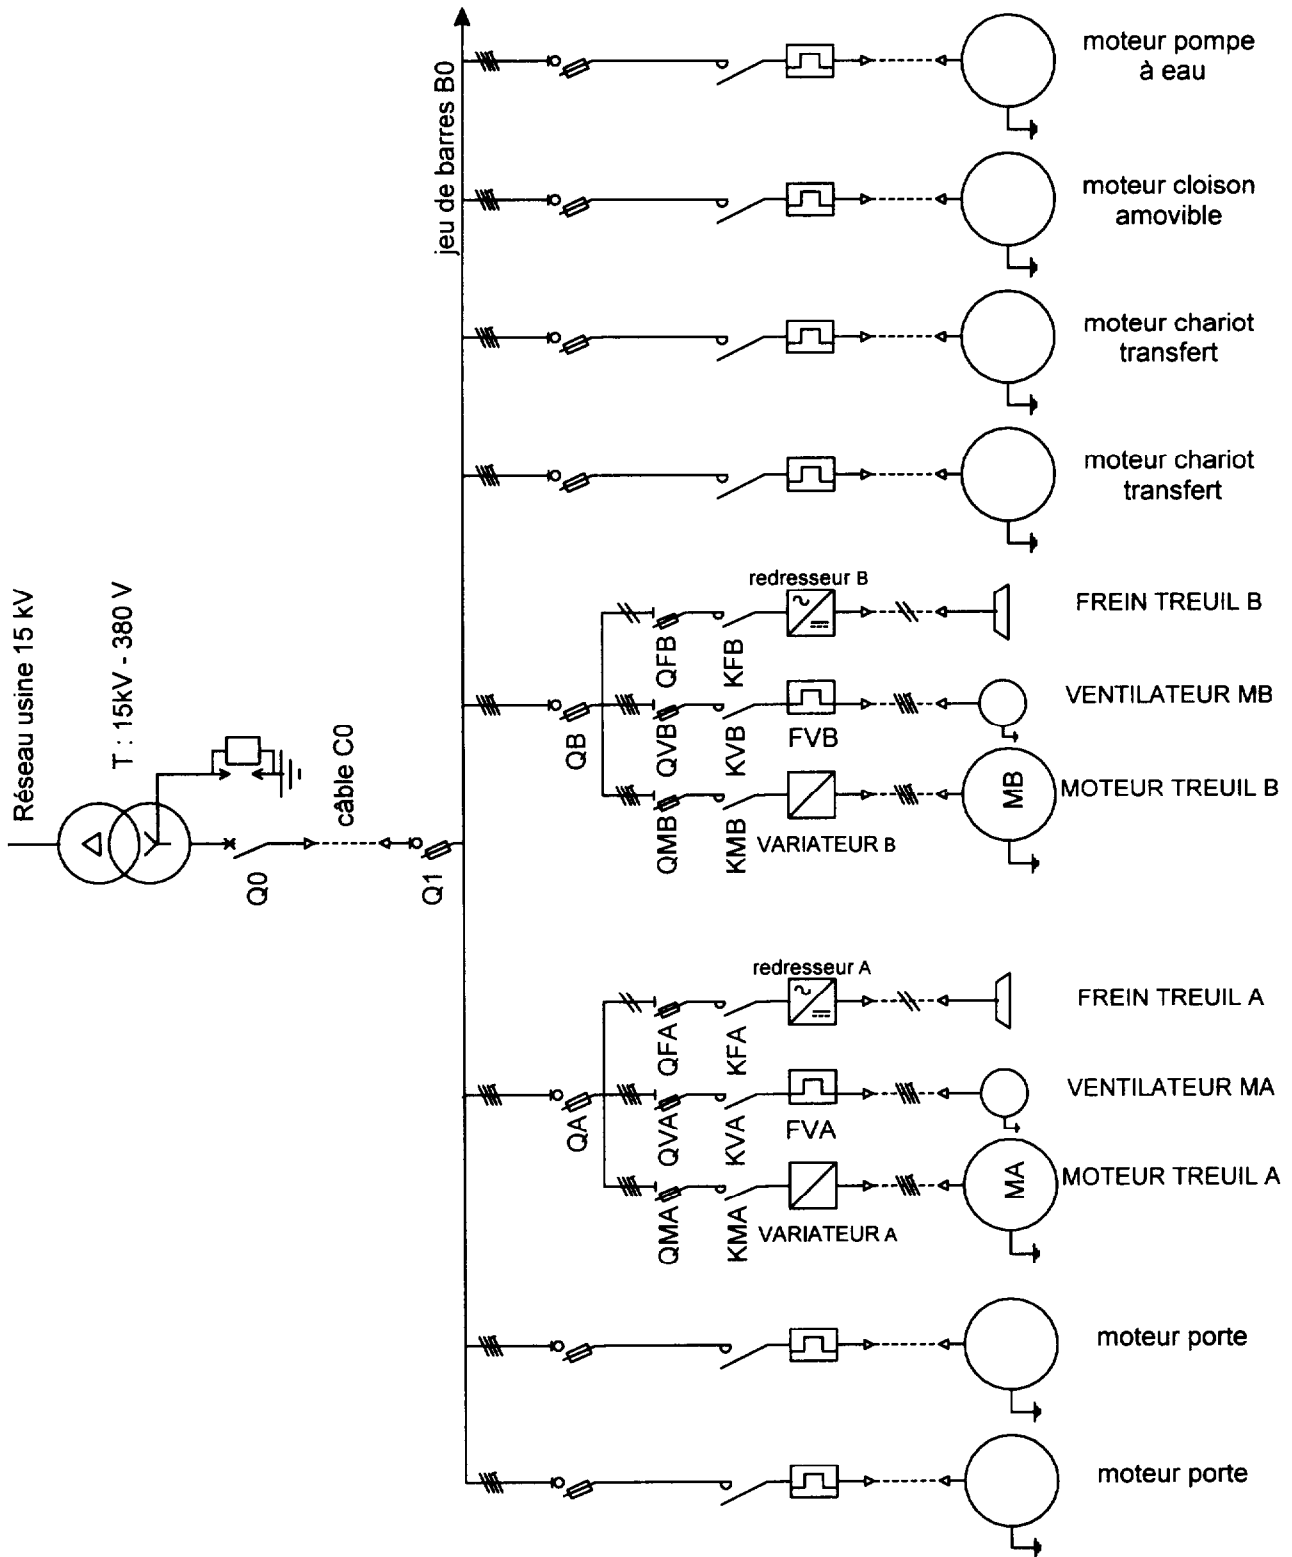 moteur pompe
à eau
jeu de barres B0
moteur cloison
amovible
moteur chariot
transfert
moteur chariot
transfert
Réseau usine 15 kV
T : 15kV - 380 V
câble C0
Q0
Q1
redresseur B
FREIN TREUIL B
QFB
KFB
QB
VENTILATEUR MB
QVB
KVB
FVB
MB
MOTEUR TREUIL B
QMB
KMB
VARIATEUR B
redresseur A
FREIN TREUIL A
QFA
KFA
QA
VENTILATEUR MA
QVA
KVA
FVA
MA
MOTEUR TREUIL A
QMA
KMA
VARIATEUR A
moteur porte
moteur porte